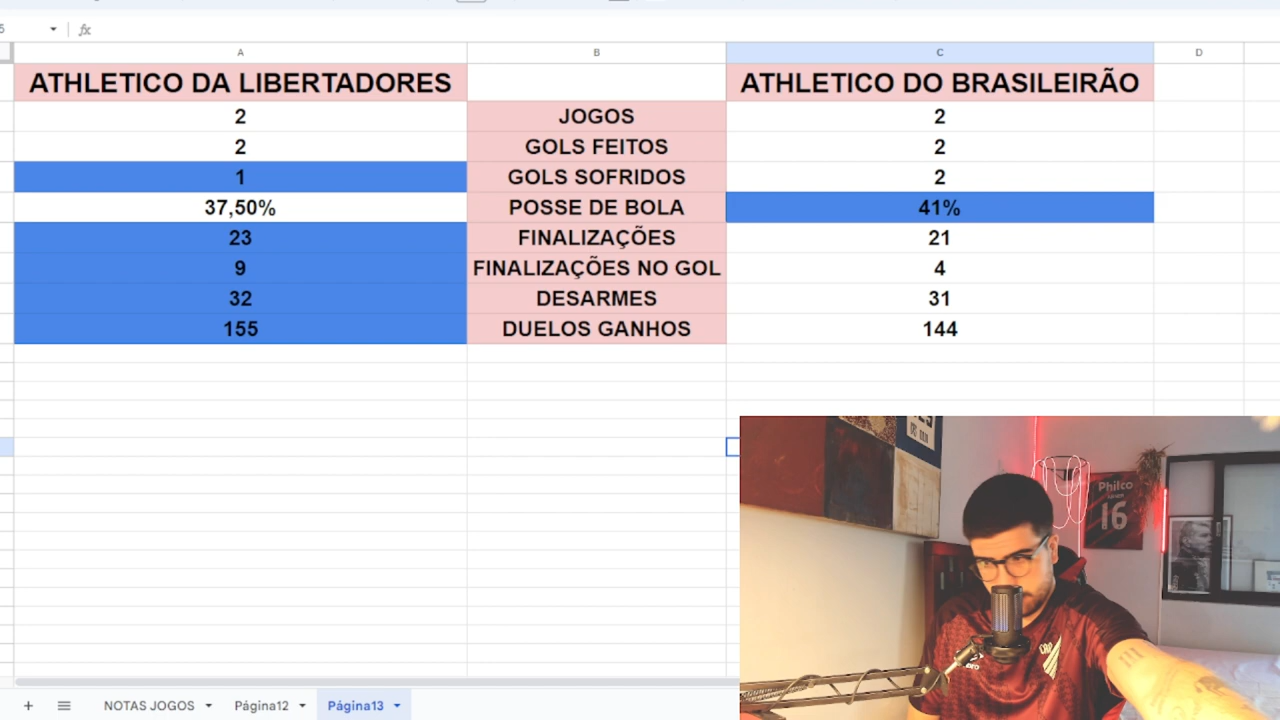 5 fx
A B C D
ATHLETICO DA LIBERTADORES ATHLETICO DO BRASILEIRÃO
2 JOGOS 2
2 GOLS FEITOS 2
1 GOLS SOFRIDOS 2
37,50% POSSE DE BOLA 41%
23 FINALIZAÇÕES 21
9 FINALIZAÇÕES NO GOL 4
32 DESARMES 31
155 DUELOS GANHOS 144
Philco
16
+ NOTAS JOGOS Página12 Página13